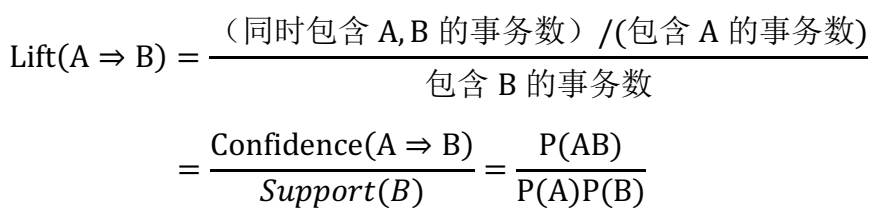 Lift(A ⇒ B) = （同时包含 A, B 的事务数）/(包含 A 的事务数) / 包含 B 的事务数
= Confidence(A ⇒ B) / Support(B) = P(AB) / P(A)P(B)